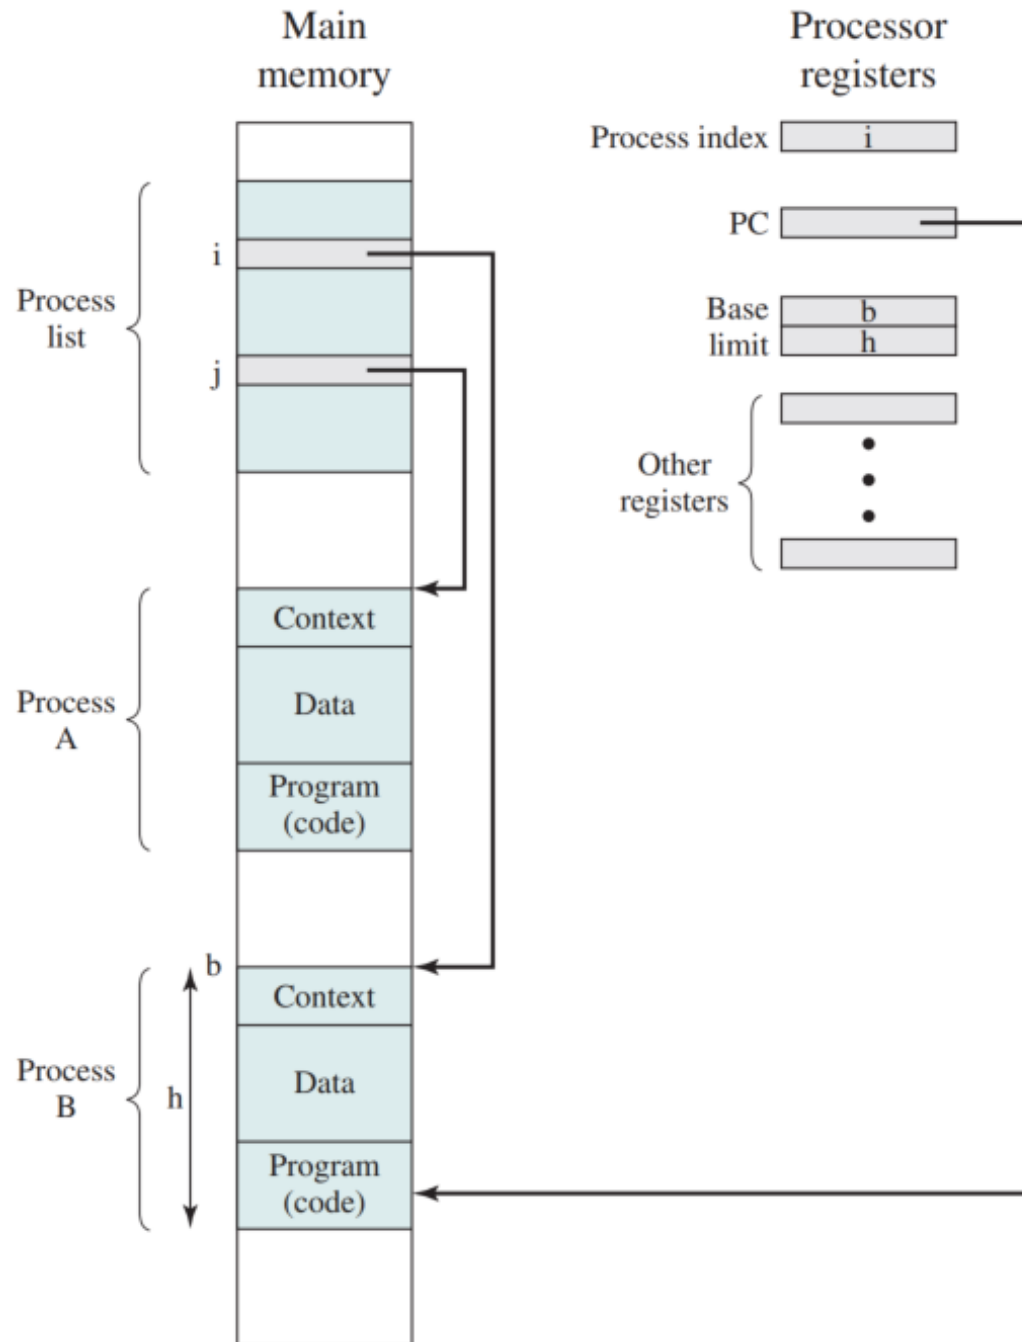 Main
memory
Processor
registers
Process index
i
PC
Base
limit
b
h
Other
registers
Process
list
i
j
Process
A
Context
Data
Program
(code)
Process
B
b
h
Context
Data
Program
(code)